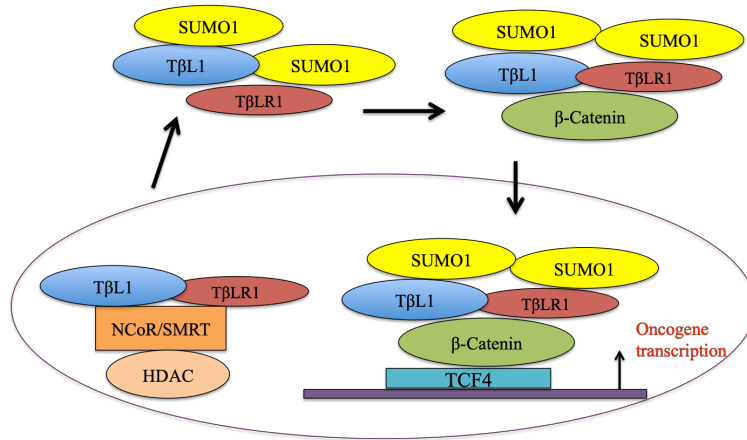 SUMO1
TβL1
SUMO1
TβLR1
SUMO1
SUMO1
TβL1
TβLR1
β-Catenin
TβL1
TβLR1
NCoR/SMRT
HDAC
SUMO1
SUMO1
TβL1
TβLR1
β-Catenin
TCF4
Oncogene
transcription